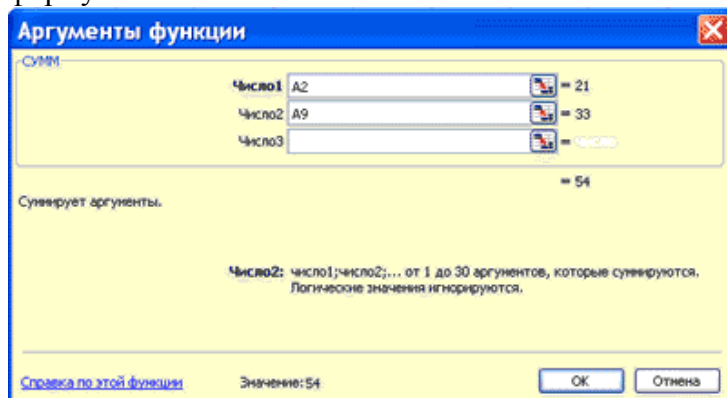 Аргументы функции
СУММ
Число1 A2 = 21
Число2 A9 = 33
Число3 =
= 54
Суммирует аргументы.
Число2: число1;число2;... от 1 до 30 аргументов, которые суммируются.
Логические значения игнорируются.
Справка по этой функции Значение:54 ОК Отмена